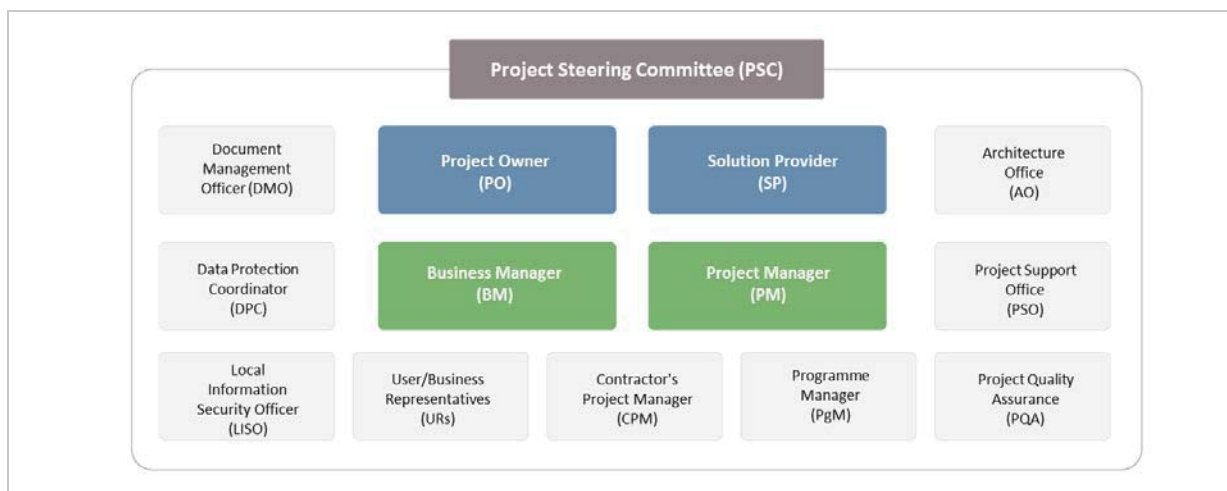 Project Steering Committee (PSC)
Document
Management
Officer (DMO)
Project Owner
(PO)
Solution Provider
(SP)
Architecture
Office
(AO)
Data Protection
Coordinator
(DPC)
Business Manager
(BM)
Project Manager
(PM)
Project Support
Office
(PSO)
Local
Information
Security Officer
(LISO)
User/Business
Representatives
(URs)
Contractor's
Project Manager
(CPM)
Programme
Manager
(PgM)
Project Quality
Assurance
(PQA)